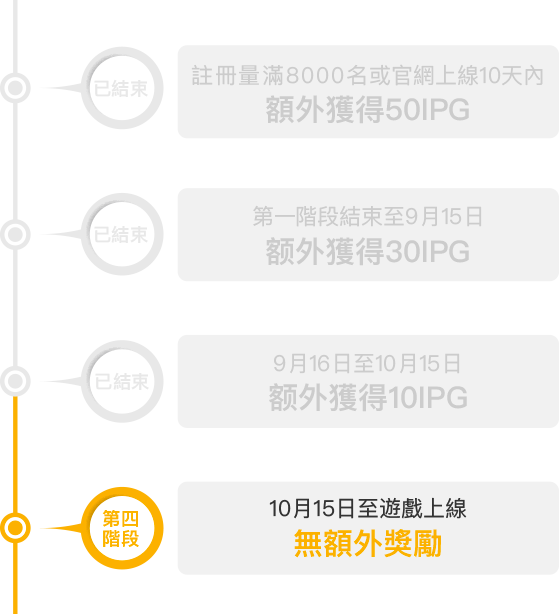 已結束
註冊量滿8000名或官網上線10天內
額外獲得50IPG
已結束
第一階段結束至9月15日
额外獲得30IPG
已結束
9月16日至10月15日
额外獲得10IPG
第四
階段
10月15日至遊戲上線
無額外獎勵